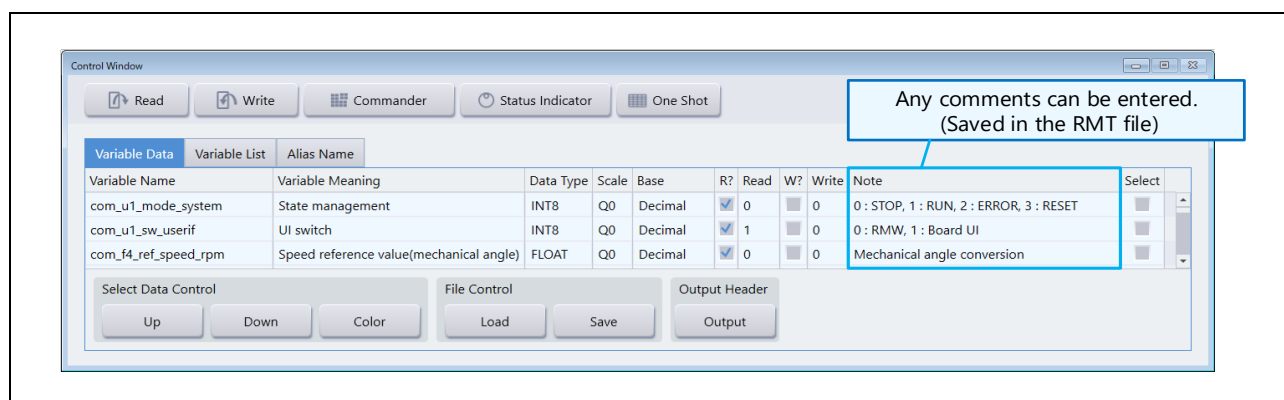 Control Window
Read Write Commander Status Indicator One Shot
Any comments can be entered.
(Saved in the RMT file)
Variable Data Variable List Alias Name
Variable Name Variable Meaning Data Type Scale Base R? Read W? Write Note Select
com_u1_mode_system State management INT8 Q0 Decimal 0 0 0 : STOP, 1 : RUN, 2 : ERROR, 3 : RESET
com_u1_sw_userif UI switch INT8 Q0 Decimal 1 0 0 : RMW, 1 : Board UI
com_f4_ref_speed_rpm Speed reference value(mechanical angle) FLOAT Q0 Decimal 0 0 Mechanical angle conversion
Select Data Control File Control Output Header
Up Down Color Load Save Output